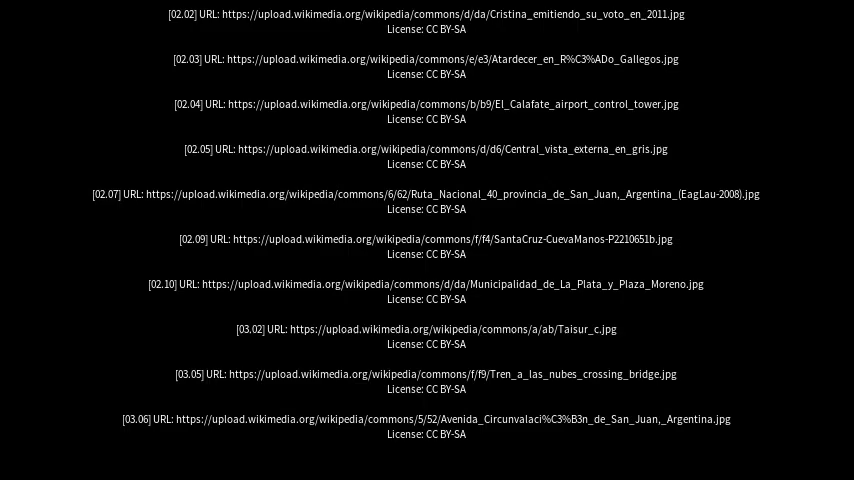 [02.02] URL: https://upload.wikimedia.org/wikipedia/commons/d/da/Cristina_emitiendo_su_voto_en_2011.jpg
License: CC BY-SA
[02.03] URL: https://upload.wikimedia.org/wikipedia/commons/e/e3/Atardecer_en_R%C3%ADo_Gallegos.jpg
License: CC BY-SA
[02.04] URL: https://upload.wikimedia.org/wikipedia/commons/b/b9/El_Calafate_airport_control_tower.jpg
License: CC BY-SA
[02.05] URL: https://upload.wikimedia.org/wikipedia/commons/d/d6/Central_vista_externa_en_gris.jpg
License: CC BY-SA
[02.07] URL: https://upload.wikimedia.org/wikipedia/commons/6/62/Ruta_Nacional_40_provincia_de_San_Juan,_Argentina_(EagLau-2008).jpg
License: CC BY-SA
[02.09] URL: https://upload.wikimedia.org/wikipedia/commons/f/f4/SantaCruz-CuevaManos-P2210651b.jpg
License: CC BY-SA
[02.10] URL: https://upload.wikimedia.org/wikipedia/commons/d/da/Municipalidad_de_La_Plata_y_Plaza_Moreno.jpg
License: CC BY-SA
[03.02] URL: https://upload.wikimedia.org/wikipedia/commons/a/ab/Taisur_c.jpg
License: CC BY-SA
[03.05] URL: https://upload.wikimedia.org/wikipedia/commons/f/f9/Tren_a_las_nubes_crossing_bridge.jpg
License: CC BY-SA
[03.06] URL: https://upload.wikimedia.org/wikipedia/commons/5/52/Avenida_Circunvalaci%C3%B3n_de_San_Juan,_Argentina.jpg
License: CC BY-SA